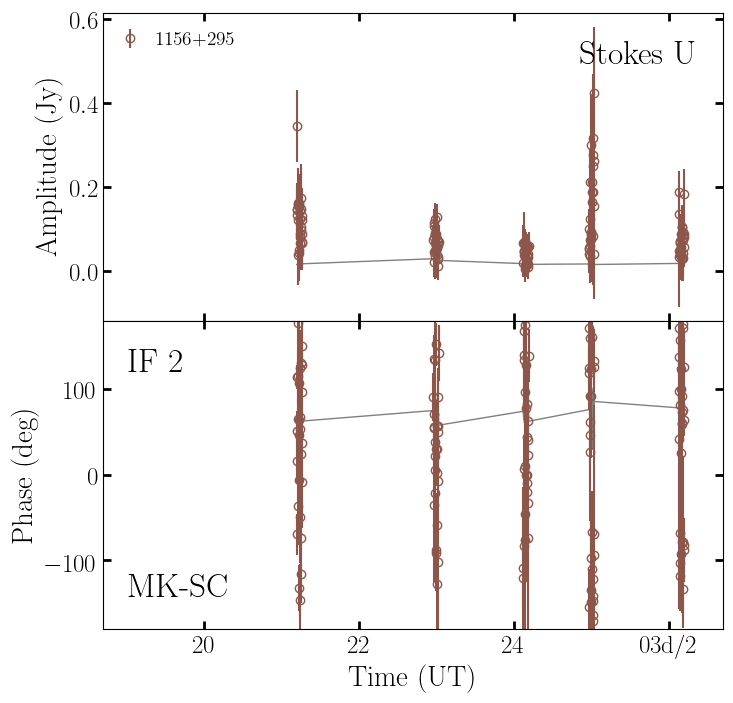 0.6
1156+295
Stokes U
0.4
0.2
0.0
Amplitude (Jy)
IF 2
100
0
−100
Phase (deg)
MK-SC
20
22
24
03d/2
Time (UT)